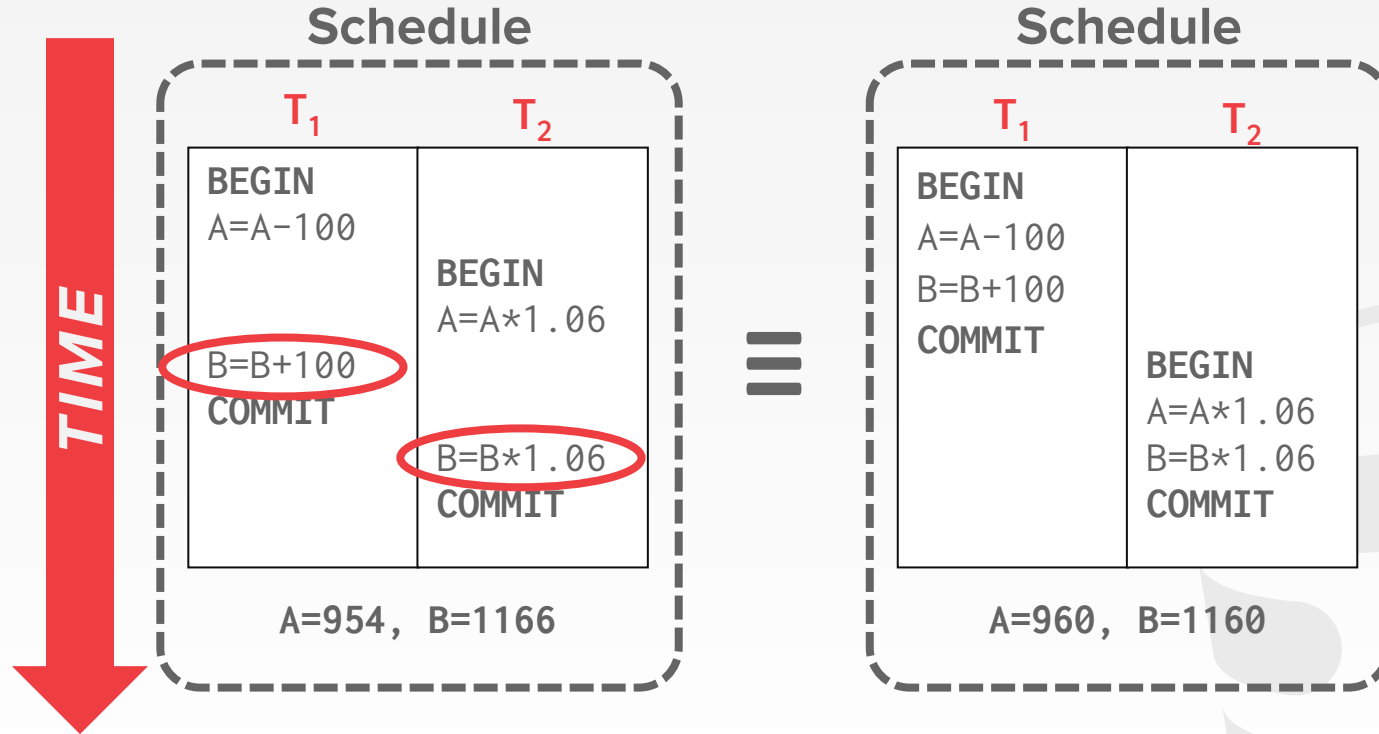 Schedule
T1
T2
BEGIN
A=A-100
BEGIN
A=A*1.06
B=B+100
COMMIT
B=B*1.06
COMMIT
A=954, B=1166
TIME
≡
Schedule
T1
T2
BEGIN
A=A-100
B=B+100
COMMIT
BEGIN
A=A*1.06
B=B*1.06
COMMIT
A=960, B=1160